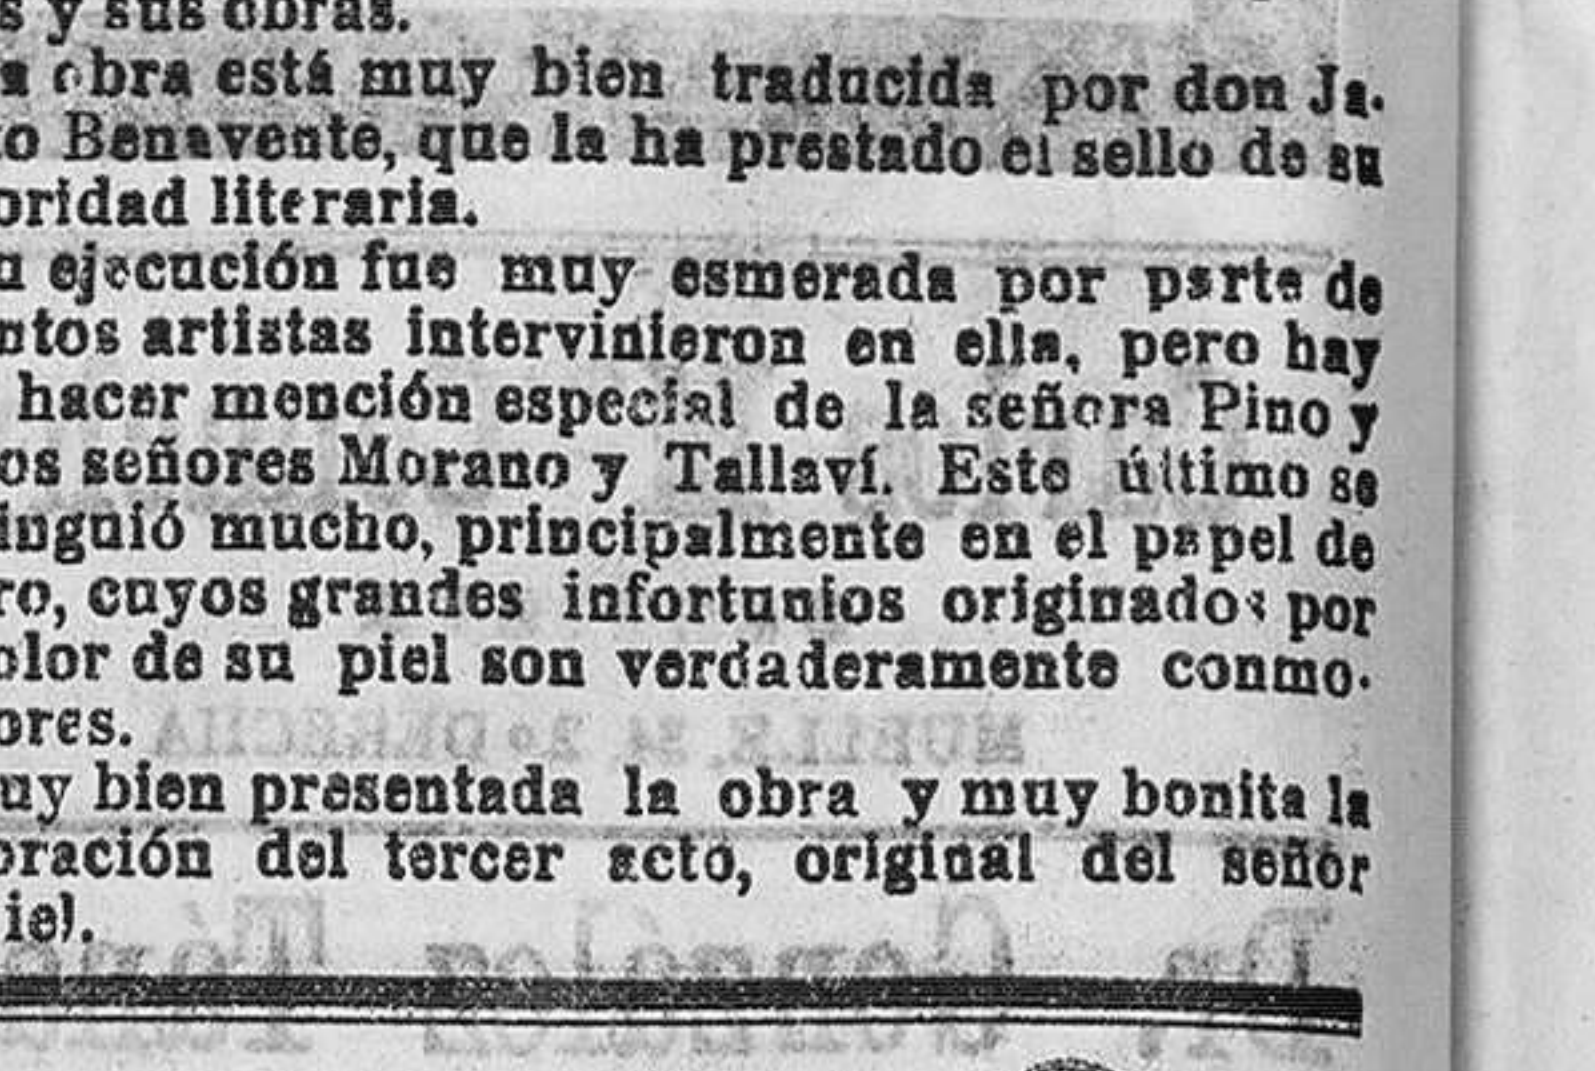 s y sus obras.
a obra está muy bien traducida por don Ja-
to Benavente, que la ha prestado el sello de su
oridad literaria.
u ejecución fue muy esmerada por parte de
ntos artistas intervinieron en ella, pero hay
hacer mención especial de la señora Pino y
os señores Morano y Tallaví. Este último se
inguió mucho, principalmente en el papel de
ro, cuyos grandes infortunios originados por
olor de su piel son verdaderamente conmo-
ores.
uy bien presentada la obra y muy bonita la
oración del tercer acto, original del señor
iel.